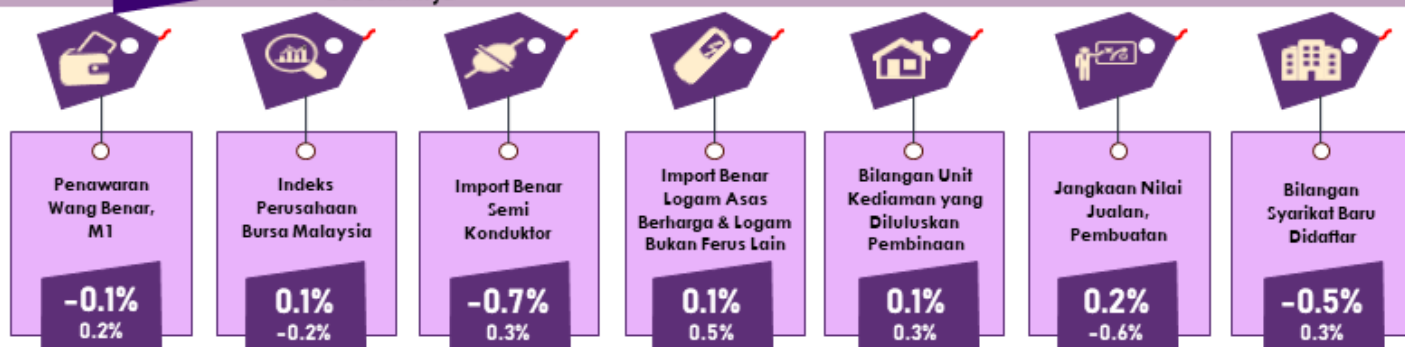 Penawaran
Wang Benar,
M1
-0.1%
0.2%
Indeks
Perusahaan
Bursa Malaysia
0.1%
-0.2%
Import Benar
Semi
Konduktor
-0.7%
0.3%
Import Benar
Logam Asas
Berharga & Logam
Bukan Ferus Lain
0.1%
0.5%
Bilangan Unit
Kediaman yang
Diluluskan
Pembinaan
0.1%
0.3%
Jangkaan Nilai
Jualan,
Pembuatan
0.2%
-0.6%
Bilangan
Syarikat Baru
Didaftar
-0.5%
0.3%